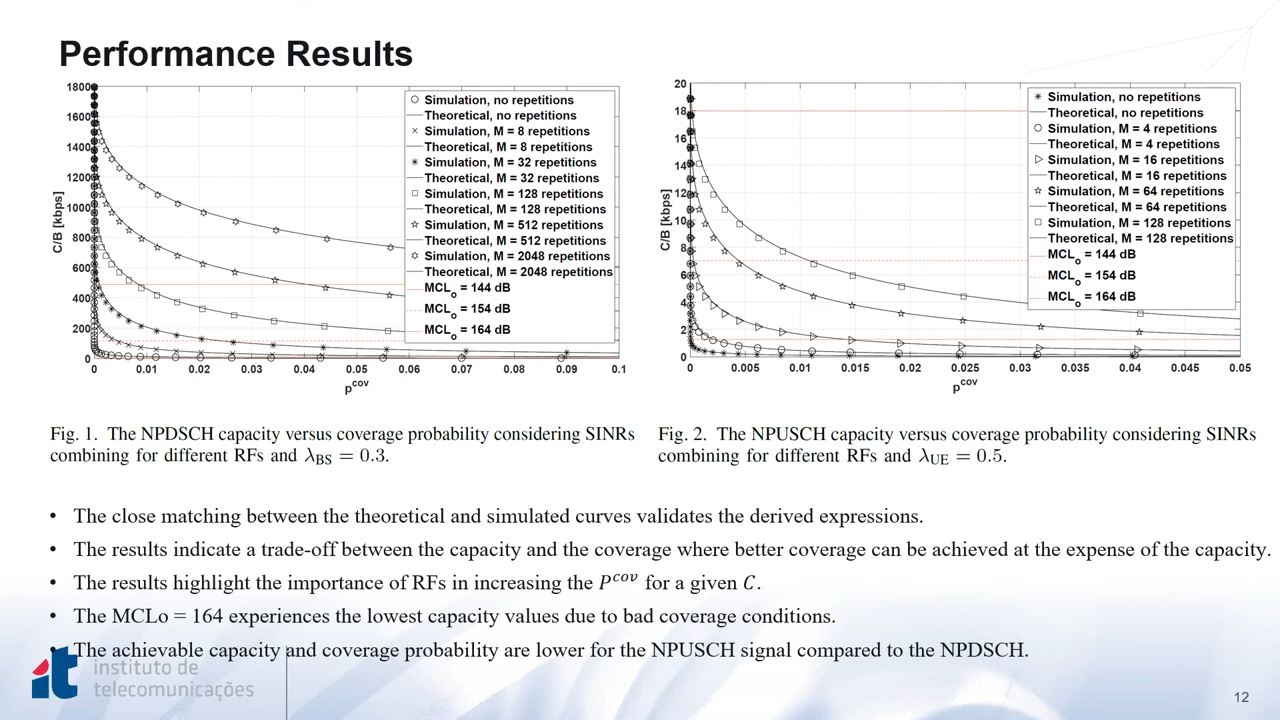 Performance Results
1800
1600
1400
1200
1000
800
600
400
200
0
C/B [kbps]
0 0.01 0.02 0.03 0.04 0.05 0.06 0.07 0.08 0.09 0.1
p^cov
Simulation, no repetitions
Theoretical, no repetitions
Simulation, M = 8 repetitions
Theoretical, M = 8 repetitions
Simulation, M = 32 repetitions
Theoretical, M = 32 repetitions
Simulation, M = 128 repetitions
Theoretical, M = 128 repetitions
Simulation, M = 512 repetitions
Theoretical, M = 512 repetitions
Simulation, M = 2048 repetitions
Theoretical, M = 2048 repetitions
MCL_o = 144 dB
MCL_o = 154 dB
MCL_o = 164 dB
20
18
16
14
12
10
8
6
4
2
0
C/B [kbps]
0 0.005 0.01 0.015 0.02 0.025 0.03 0.035 0.04 0.045 0.05
p^cov
Simulation, no repetitions
Theoretical, no repetitions
Simulation, M = 4 repetitions
Theoretical, M = 4 repetitions
Simulation, M = 16 repetitions
Theoretical, M = 16 repetitions
Simulation, M = 64 repetitions
Theoretical, M = 64 repetitions
Simulation, M = 128 repetitions
Theoretical, M = 128 repetitions
MCL_o = 144 dB
MCL_o = 154 dB
MCL_o = 164 dB
Fig. 1. The NPDSCH capacity versus coverage probability considering SINRs
combining for different RFs and λ_BS = 0.3.
Fig. 2. The NPUSCH capacity versus coverage probability considering SINRs
combining for different RFs and λ_UE = 0.5.
• The close matching between the theoretical and simulated curves validates the derived expressions.
• The results indicate a trade-off between the capacity and the coverage where better coverage can be achieved at the expense of the capacity.
• The results highlight the importance of RFs in increasing the P^cov for a given C.
• The MCLo = 164 experiences the lowest capacity values due to bad coverage conditions.
• The achievable capacity and coverage probability are lower for the NPUSCH signal compared to the NPDSCH.
it
instituto de
telecomunicações
12